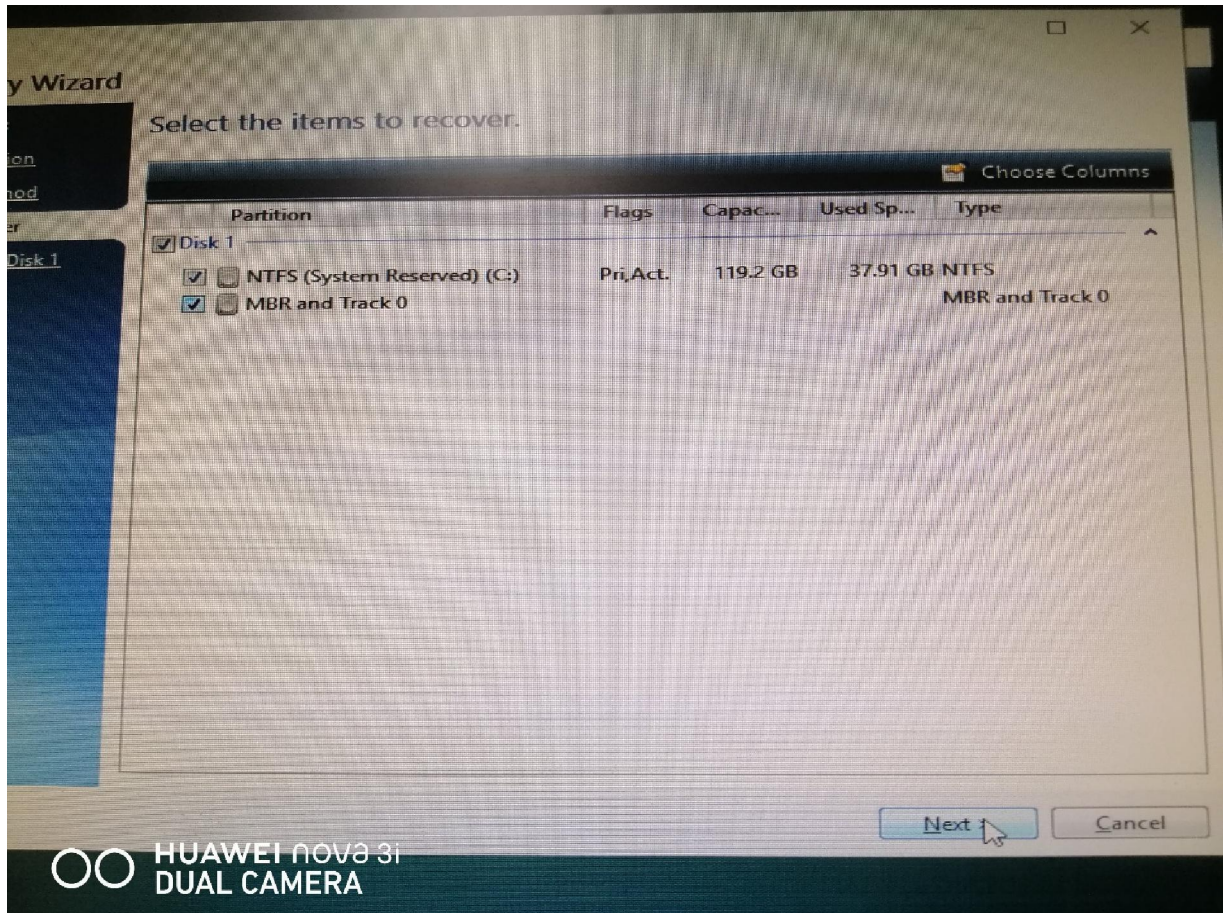 y Wizard
Select the items to recover.
ion
hod
er
Disk 1
Choose Columns
Partition Flags Capac... Used Sp... Type
Disk 1
NTFS (System Reserved) (C:) Pri,Act. 119.2 GB 37.91 GB NTFS
MBR and Track 0 MBR and Track 0
Next
Cancel
HUAWEI nova 3i
DUAL CAMERA